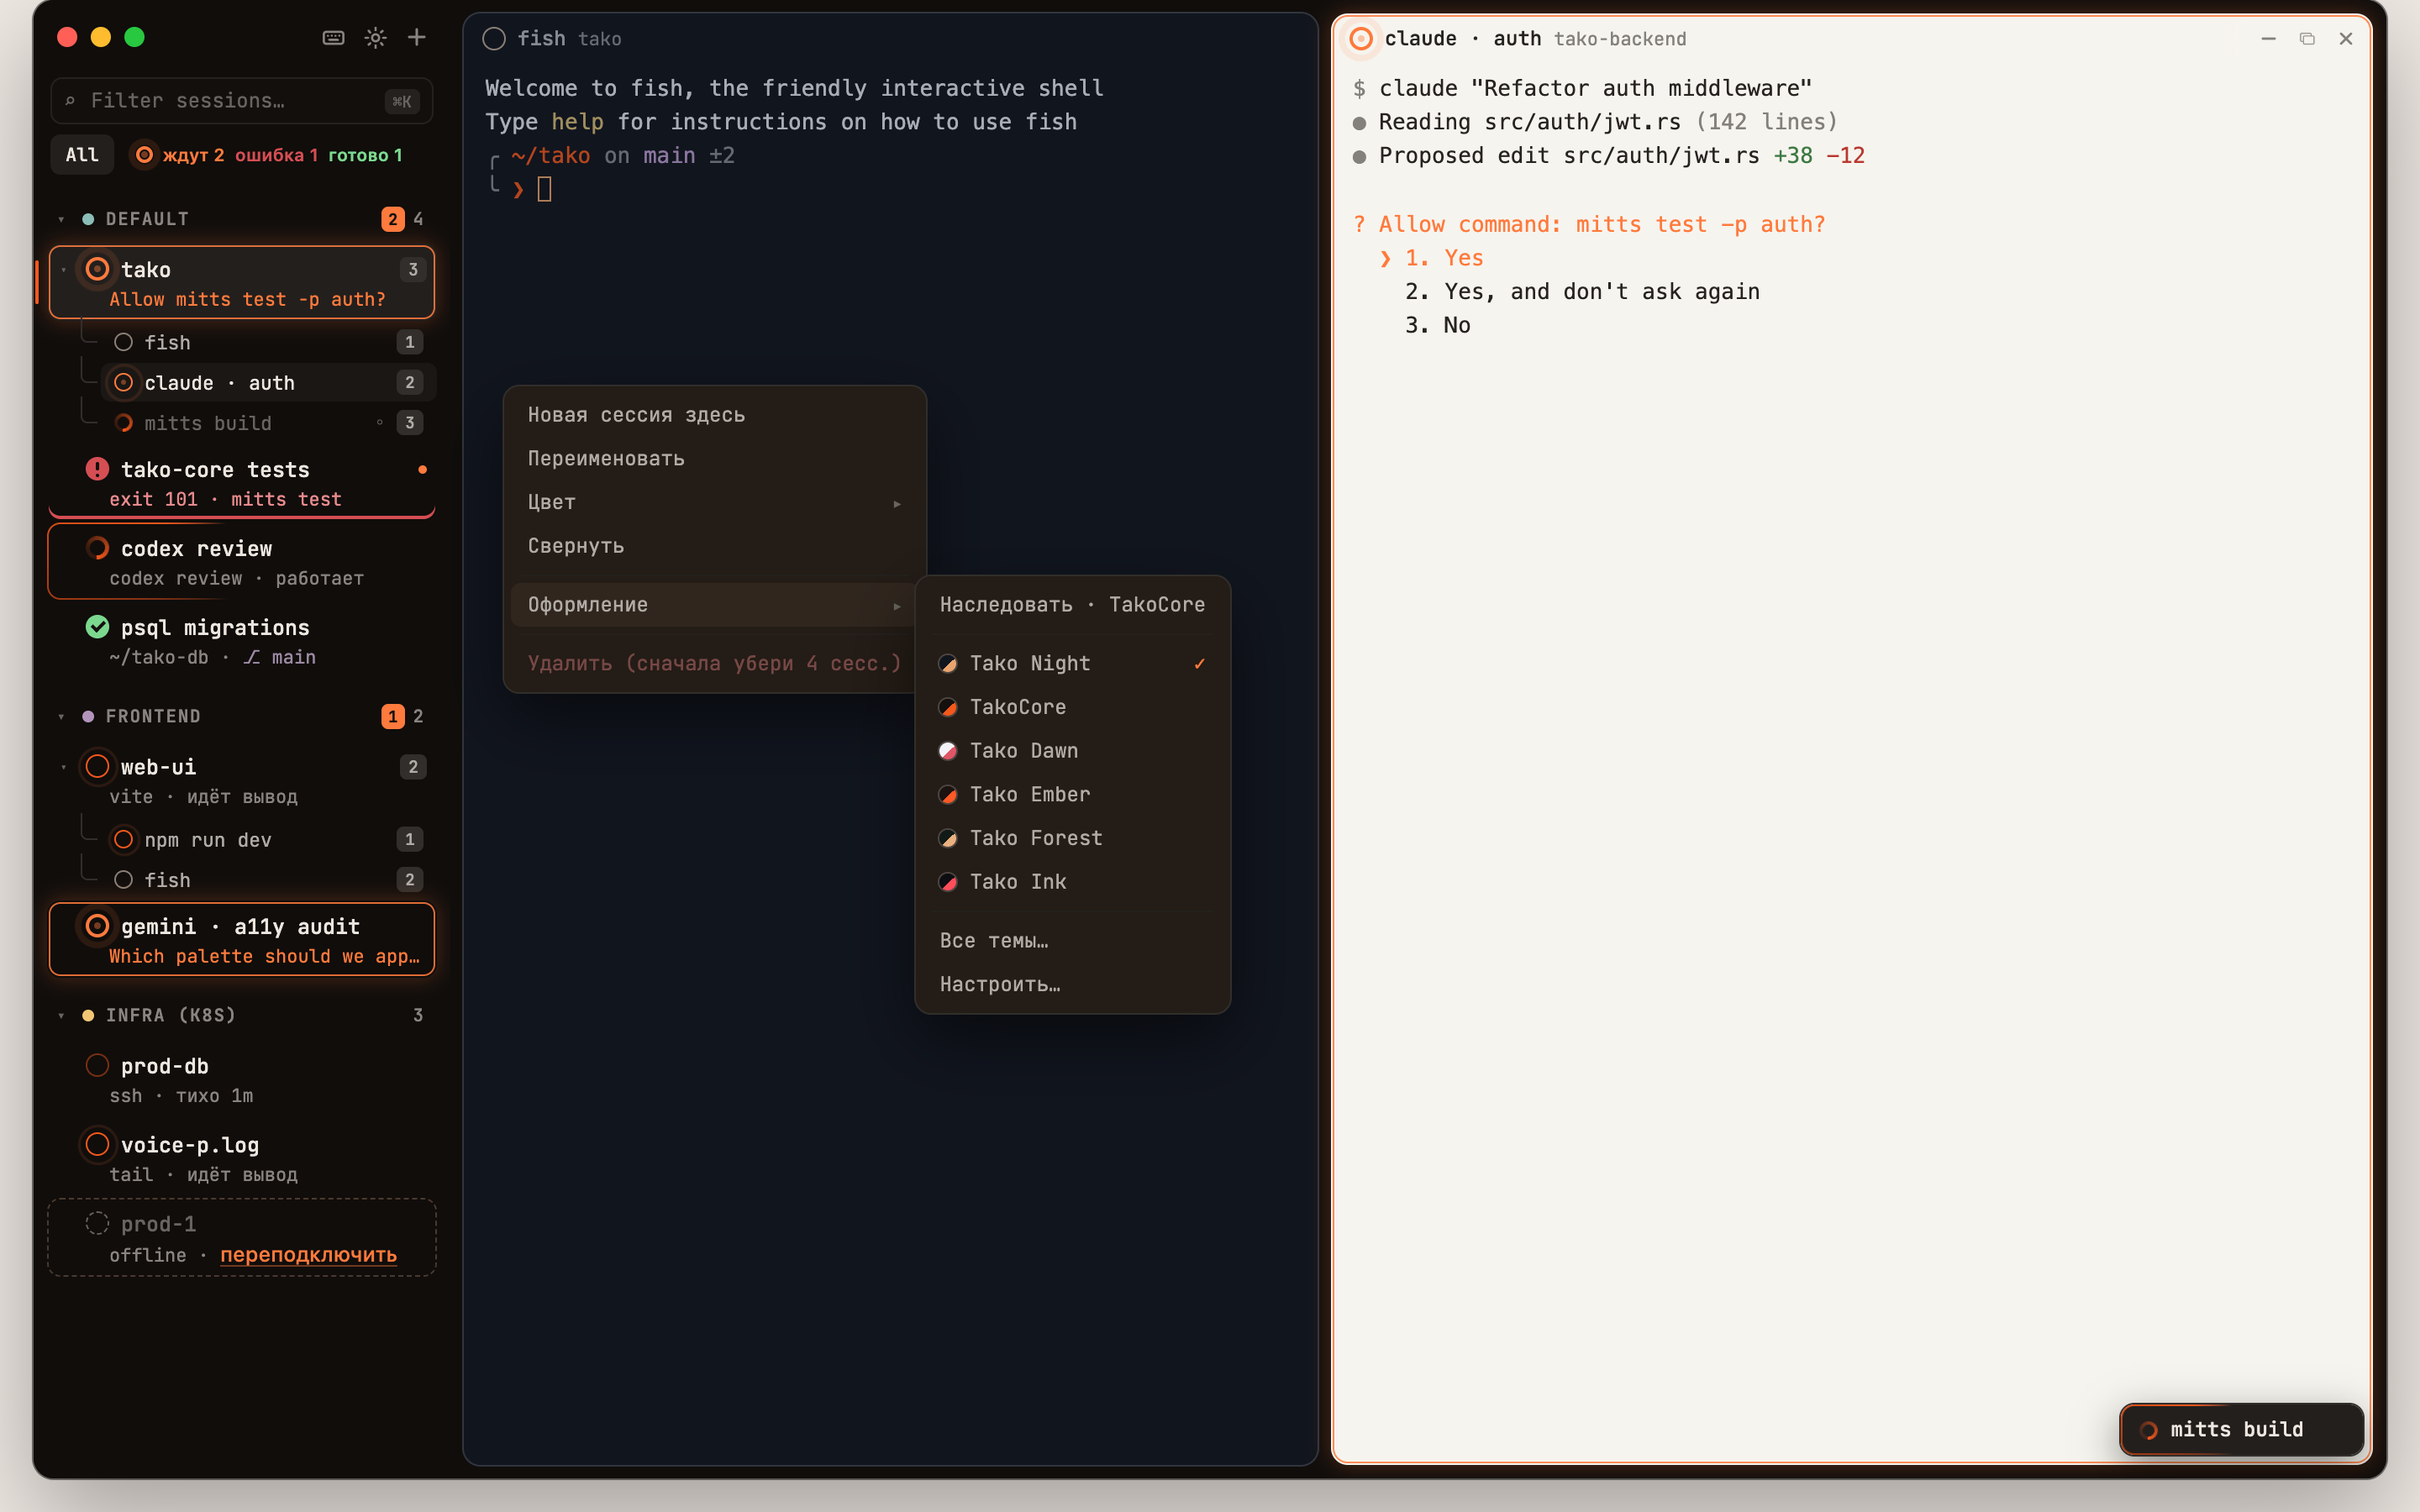 Filter sessions… ⌘K
All ждут 2 ошибка 1 готово 1
DEFAULT 2 4
tako 3
Allow mitts test -p auth?
fish 1
claude · auth 2
mitts build 3
tako-core tests
exit 101 · mitts test
codex review
codex review · работает
psql migrations
~/tako-db · ⎇ main
FRONTEND 1 2
web-ui 2
vite · идёт вывод
npm run dev 1
fish 2
gemini · a11y audit
Which palette should we app…
INFRA (K8S) 3
prod-db
ssh · тихо 1m
voice-p.log
tail · идёт вывод
prod-1
offline · переподключить
fish tako
Welcome to fish, the friendly interactive shell
Type help for instructions on how to use fish
╭ ~/tako on main ±2
╰ ❯
Новая сессия здесь
Переименовать
Цвет ▸
Свернуть
Оформление ▸
Удалить (сначала убери 4 сесс.)
Наследовать · TakoCore
Tako Night ✓
TakoCore
Tako Dawn
Tako Ember
Tako Forest
Tako Ink
Все темы…
Настроить…
claude · auth tako-backend
$ claude "Refactor auth middleware"
● Reading src/auth/jwt.rs (142 lines)
● Proposed edit src/auth/jwt.rs +38 −12
? Allow command: mitts test −p auth?
❯ 1. Yes
2. Yes, and don't ask again
3. No
mitts build